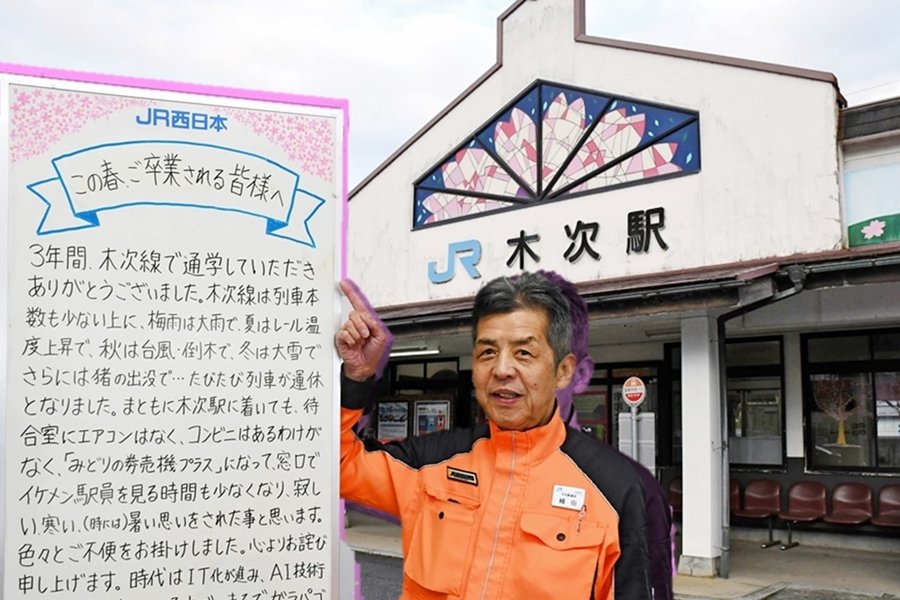 JR西日本
この春、ご卒業される皆様へ
3年間、木次線で通学していただき
ありがとうございました。木次線は列車本
数も少ない上に、梅雨は大雨で、夏はレール温
度上昇で、秋は台風・倒木で、冬は大雪で
さらには猪の出没で…たびたび列車が運休
となりました。まともに木次駅に着いても、待
合室にエアコンはなく、コンビニはあるわけが
なく、「みどりの券売機プラス」になって、窓口で
イケメン駅員を見る時間も少なくなり、寂し
い、寒い、(時には)暑い思いをされた事と思います。
色々とご不便をお掛けしました。心よりお詫び
申し上げます。時代はIT化が進み、AI技術
JR 木次駅